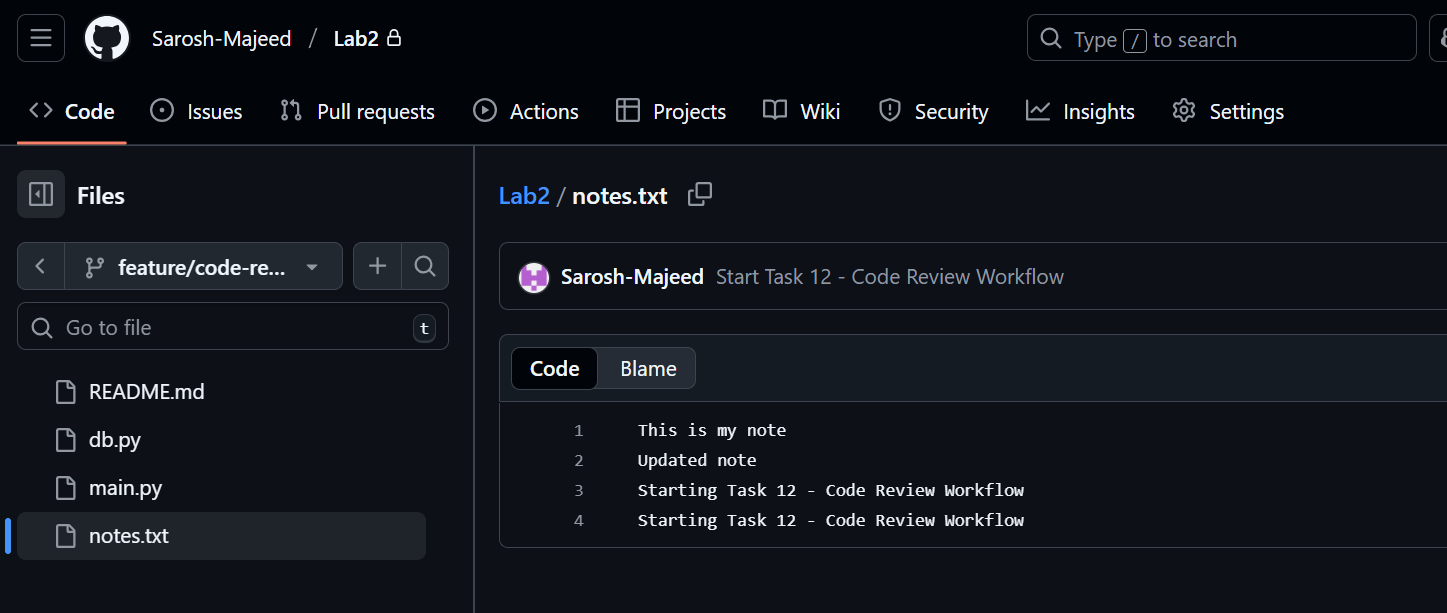 Sarosh-Majeed / Lab2
Type / to search
Code Issues Pull requests Actions Projects Wiki Security Insights Settings
Files
feature/code-re...
Go to file t
README.md
db.py
main.py
notes.txt
Lab2 / notes.txt
Sarosh-Majeed Start Task 12 - Code Review Workflow
Code Blame
1 This is my note
2 Updated note
3 Starting Task 12 - Code Review Workflow
4 Starting Task 12 - Code Review Workflow